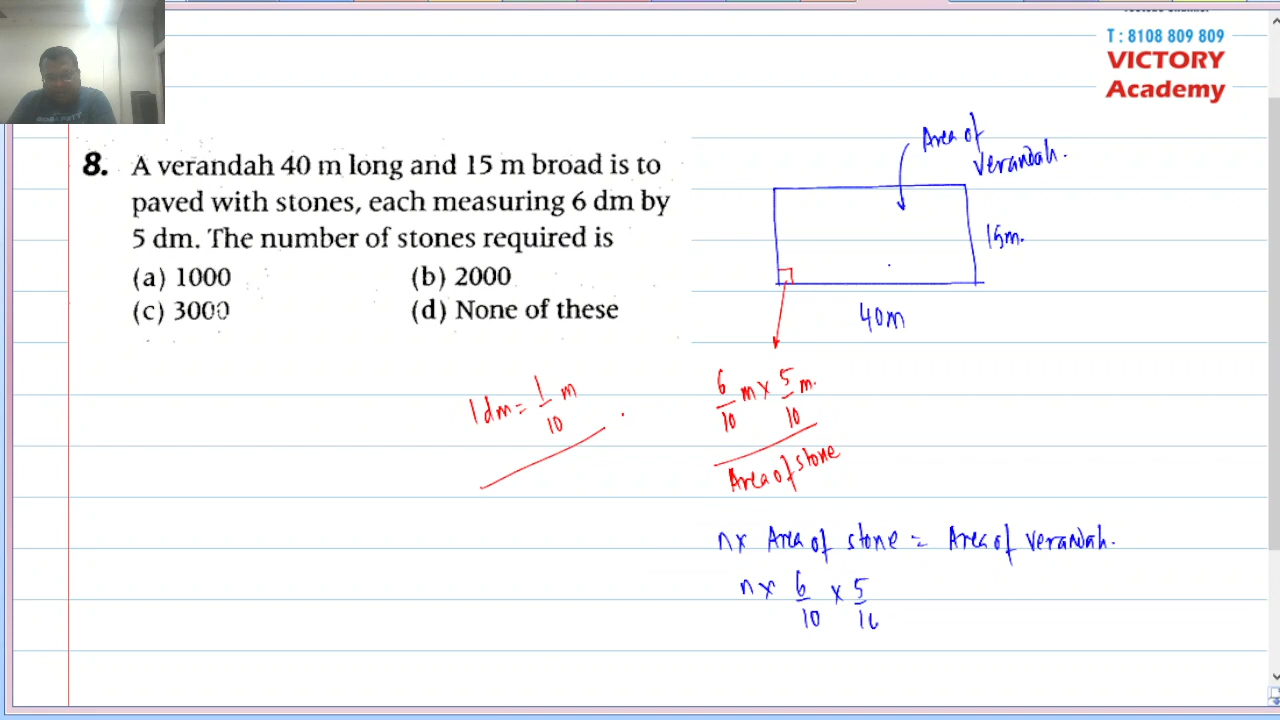 T : 8108 809 809
VICTORY
Academy
8. A verandah 40 m long and 15 m broad is to
paved with stones, each measuring 6 dm by
5 dm. The number of stones required is
(a) 1000 (b) 2000
(c) 3000 (d) None of these
Area of
verandah.
15m.
40m
1dm = 1/10 m
6/10 m x 5/10 m.
Area of stone
n x Area of stone = Area of verandah.
n x 6/10 x 5/10